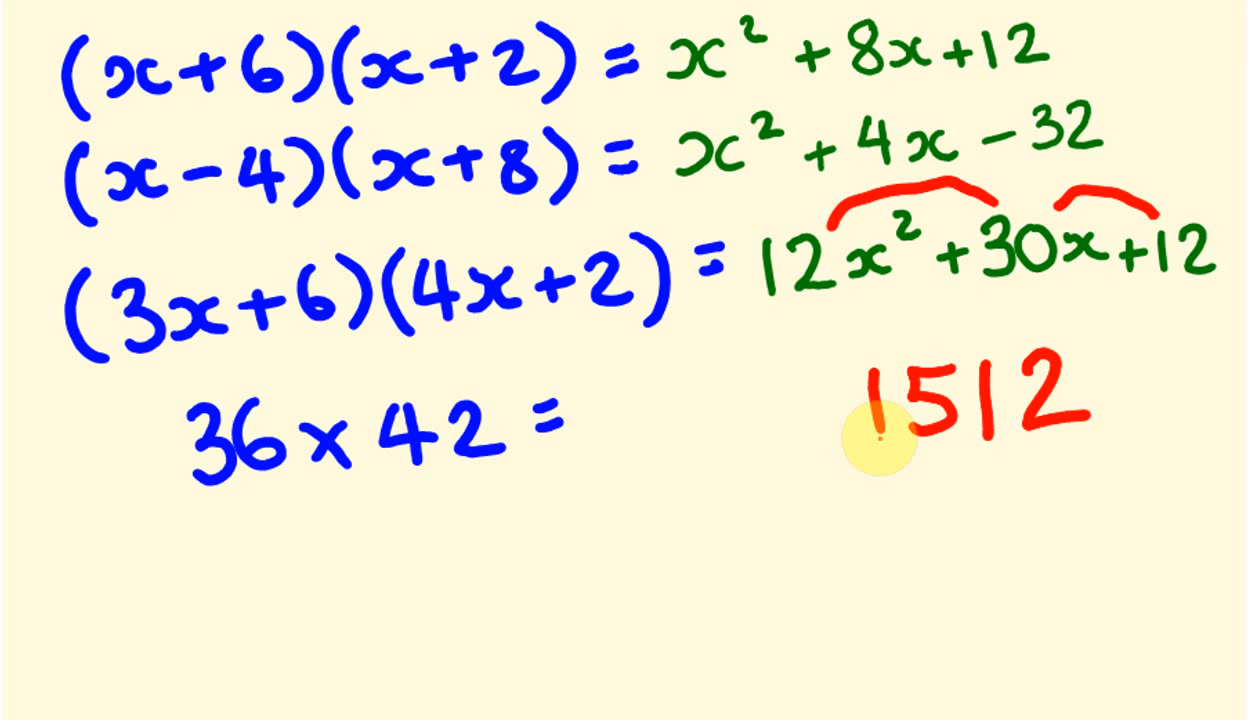 (x+6)(x+2) = x² + 8x+12
(x-4)(x+8) = x² + 4x - 32
(3x+6)(4x+2) = 12x² + 30x+12
36 x 42 = 1512